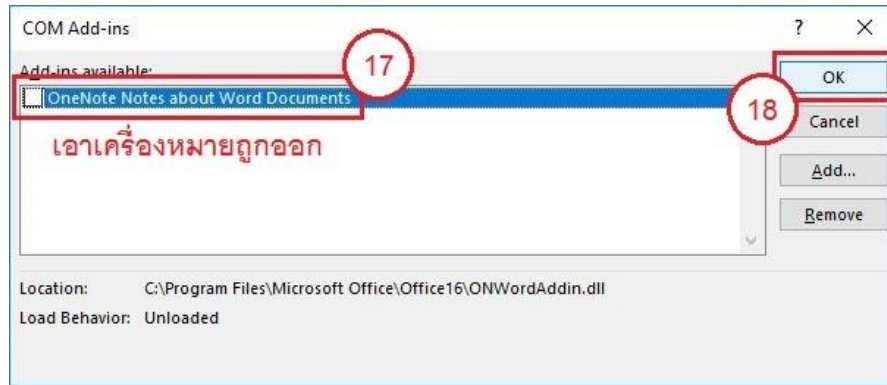 COM Add-ins
? X
Add-ins available:
17
OneNote Notes about Word Documents
เอาเครื่องหมายถูกออก
OK
18
Cancel
Add...
Remove
Location: C:\Program Files\Microsoft Office\Office16\ONWordAddin.dll
Load Behavior: Unloaded